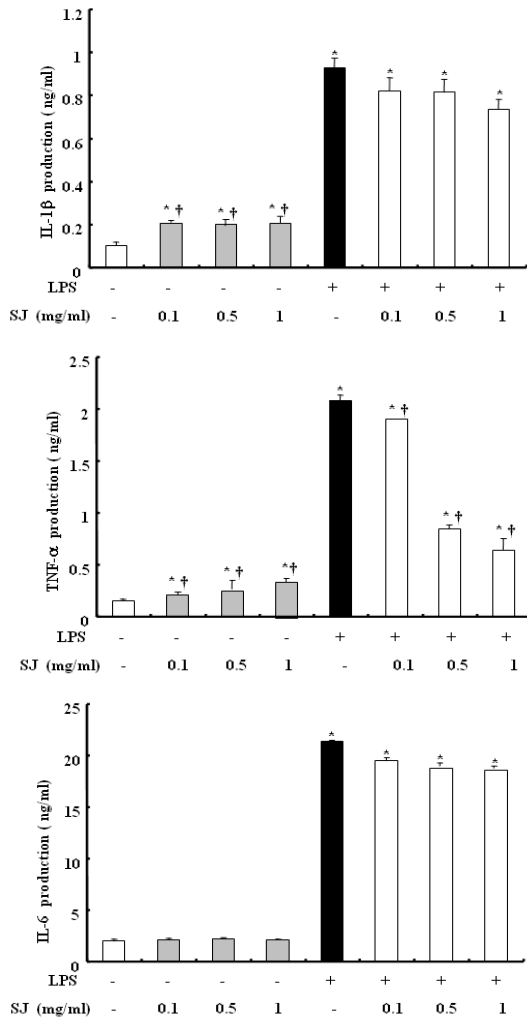 IL-1β production ( ng/ml)
1.2
1
0.8
0.6
0.4
0.2
0
* † * † * † * * * *
LPS - - - - + + + +
SJ (mg/ml) - 0.1 0.5 1 - 0.1 0.5 1
TNF-α production ( ng/ml)
2.5
2
1.5
1
0.5
0
* † * † *† * * † * † * †
LPS - - - - + + + +
SJ (mg/ml) - 0.1 0.5 1 - 0.1 0.5 1
IL-6 production ( ng/ml)
25
20
15
10
5
0
* * * *
LPS - - - - + + + +
SJ (mg/ml) - 0.1 0.5 1 - 0.1 0.5 1